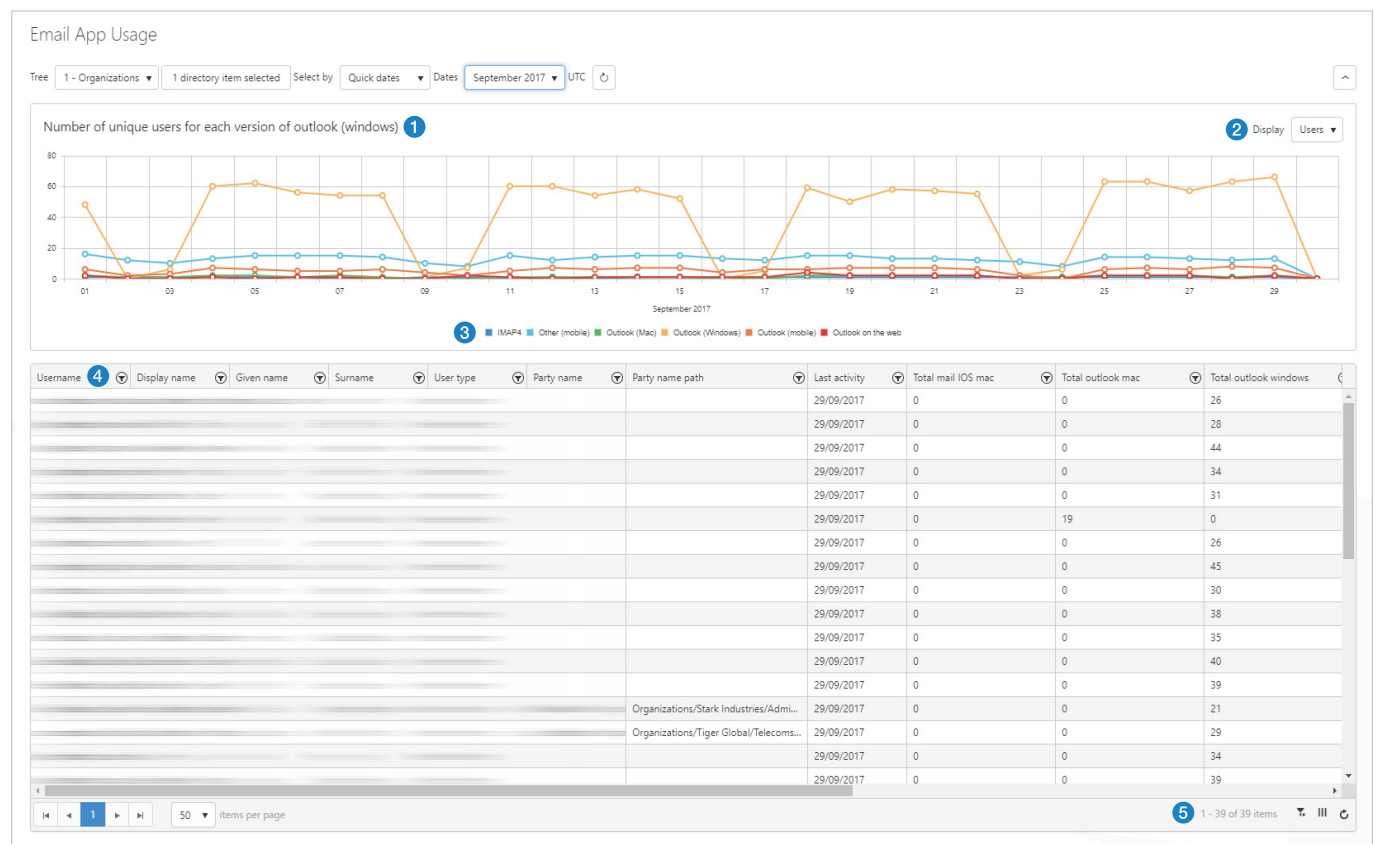 Email App Usage
Tree 1 - Organizations ▼ 1 directory item selected Select by Quick dates ▼ Dates September 2017 ▼ UTC
Number of unique users for each version of outlook (windows) 1
2 Display Users ▼
80
60
40
20
0
01 03 05 07 09 11 13 15 17 19 21 23 25 27 29
September 2017
3 IMAP4 Other (mobile) Outlook (Mac) Outlook (Windows) Outlook (mobile) Outlook on the web
Username 4 Display name Given name Surname User type Party name Party name path Last activity Total mail IOS mac Total outlook mac Total outlook windows
29/09/2017 0 0 26
29/09/2017 0 0 28
29/09/2017 0 0 44
29/09/2017 0 0 34
29/09/2017 0 0 31
29/09/2017 0 19 0
29/09/2017 0 0 26
29/09/2017 0 0 45
29/09/2017 0 0 30
29/09/2017 0 0 38
29/09/2017 0 0 35
29/09/2017 0 0 40
29/09/2017 0 0 39
Organizations/Stark Industries/Admi... 29/09/2017 0 0 21
Organizations/Tiger Global/Telecoms... 29/09/2017 0 0 29
29/09/2017 0 0 34
29/09/2017 0 0 39
1 50 ▼ items per page
5 1 - 39 of 39 items